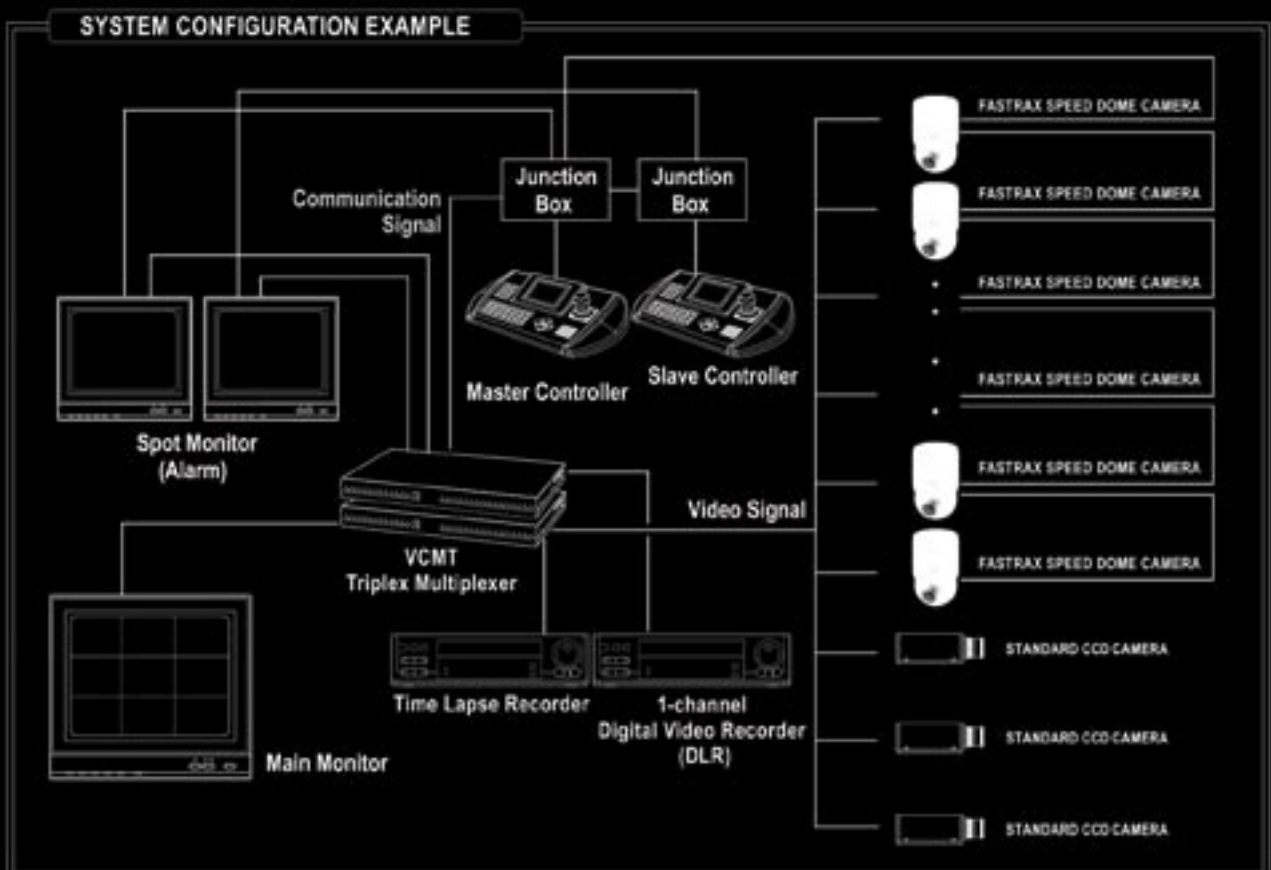 SYSTEM CONFIGURATION EXAMPLE
FASTRAX SPEED DOME CAMERA
Junction
Box
Junction
Box
Communication
Signal
FASTRAX SPEED DOME CAMERA
FASTRAX SPEED DOME CAMERA
Master Controller
Slave Controller
FASTRAX SPEED DOME CAMERA
Spot Monitor
(Alarm)
FASTRAX SPEED DOME CAMERA
Video Signal
VCMT
Triplex Multiplexer
FASTRAX SPEED DOME CAMERA
STANDARD CCD CAMERA
Time Lapse Recorder
1-channel
Digital Video Recorder
(DLR)
STANDARD CCD CAMERA
Main Monitor
STANDARD CCD CAMERA